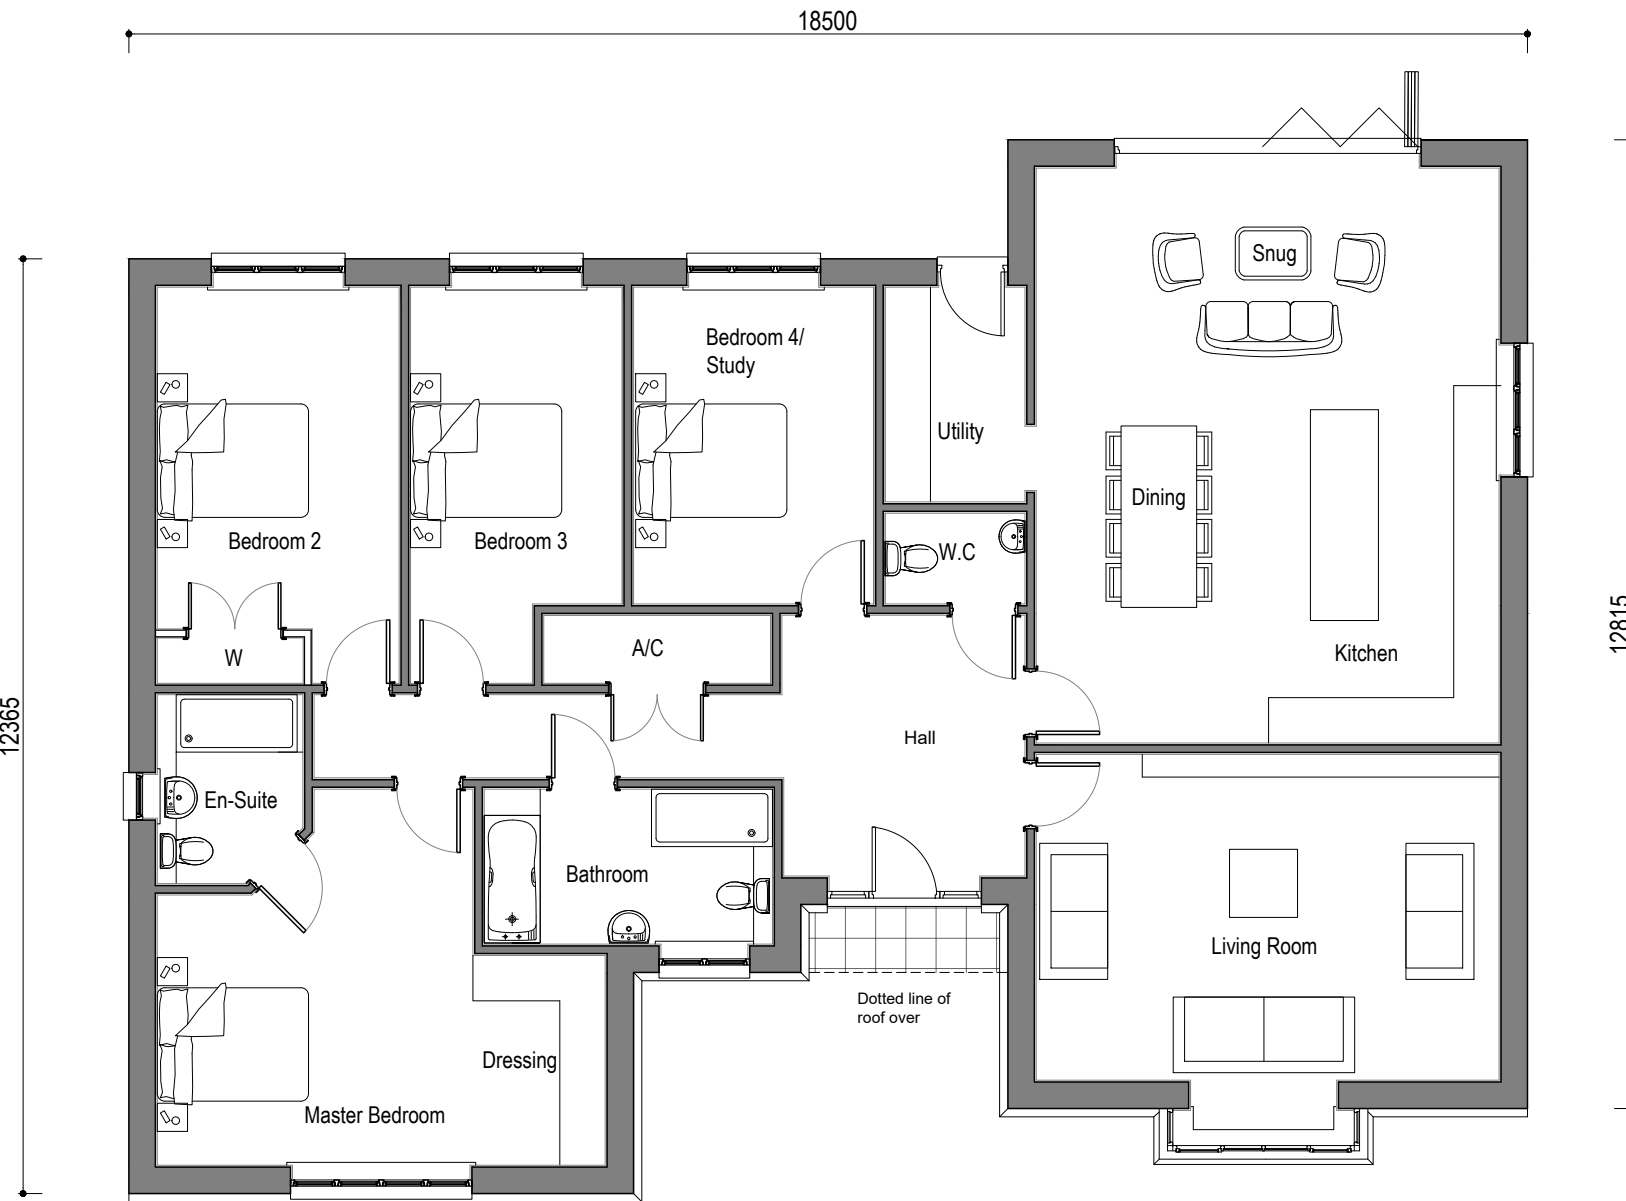 18500
Snug
Bedroom 4/
Study
Utility
Dining
Bedroom 2
Bedroom 3
W.C
12815
W
A/C
Kitchen
12365
Hall
En-Suite
Bathroom
Living Room
Dotted line of
roof over
Dressing
Master Bedroom